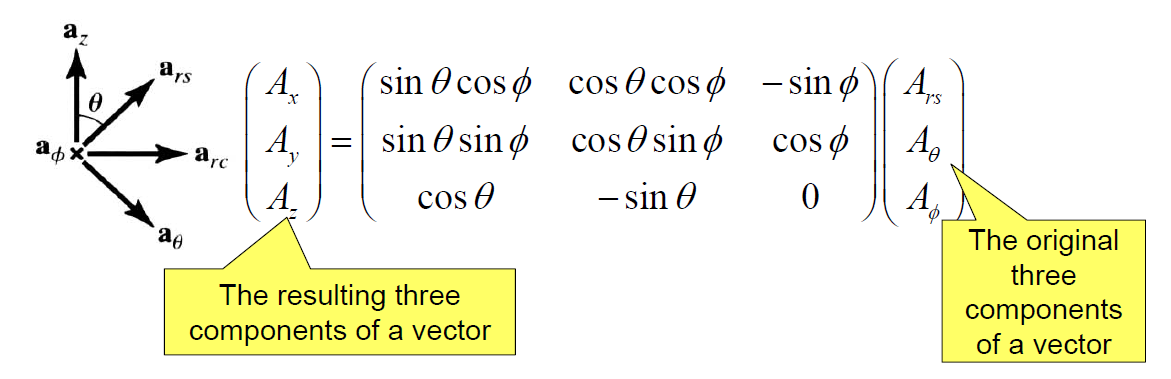 a_z
a_rs
θ
a_ϕ
a_rc
a_θ
(A_x A_y A_z) = (sin θ cos ϕ cos θ cos ϕ − sin ϕ
sin θ sin ϕ cos θ sin ϕ cos ϕ
cos θ − sin θ 0) (A_rs A_θ A_ϕ)
The resulting three
components of a vector
The original
three
components
of a vector